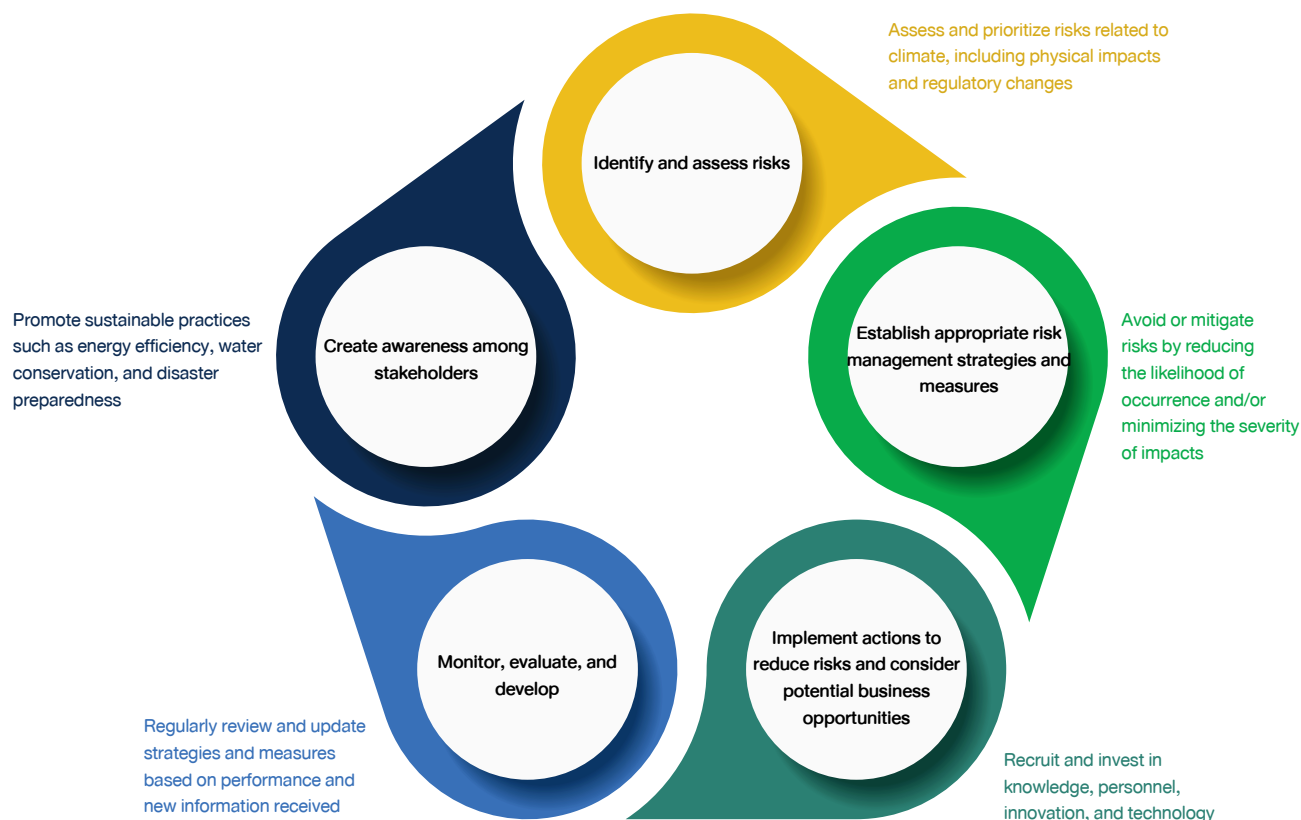 Assess and prioritize risks related to
climate, including physical impacts
and regulatory changes
Identify and assess risks
Establish appropriate risk
management strategies and
measures
Avoid or mitigate
risks by reducing
the likelihood of
occurrence and/or
minimizing the severity
of impacts
Implement actions to
reduce risks and consider
potential business
opportunities
Recruit and invest in
knowledge, personnel,
innovation, and technology
Monitor, evaluate, and
develop
Regularly review and update
strategies and measures
based on performance and
new information received
Create awareness among
stakeholders
Promote sustainable practices
such as energy efficiency, water
conservation, and disaster
preparedness